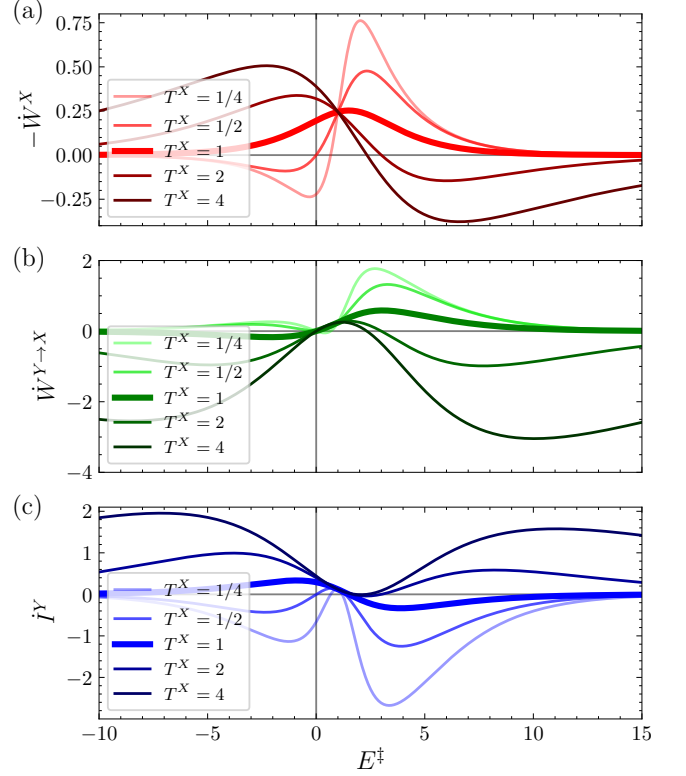 (a)
0.75
0.50
0.25
0.00
−0.25
−Ẇ^X
T^X = 1/4
T^X = 1/2
T^X = 1
T^X = 2
T^X = 4
(b)
2
0
−2
−4
Ẇ^{Y→X}
T^X = 1/4
T^X = 1/2
T^X = 1
T^X = 2
T^X = 4
(c)
2
1
0
−1
−2
İ^Y
T^X = 1/4
T^X = 1/2
T^X = 1
T^X = 2
T^X = 4
−10 −5 0 5 10 15
E^‡